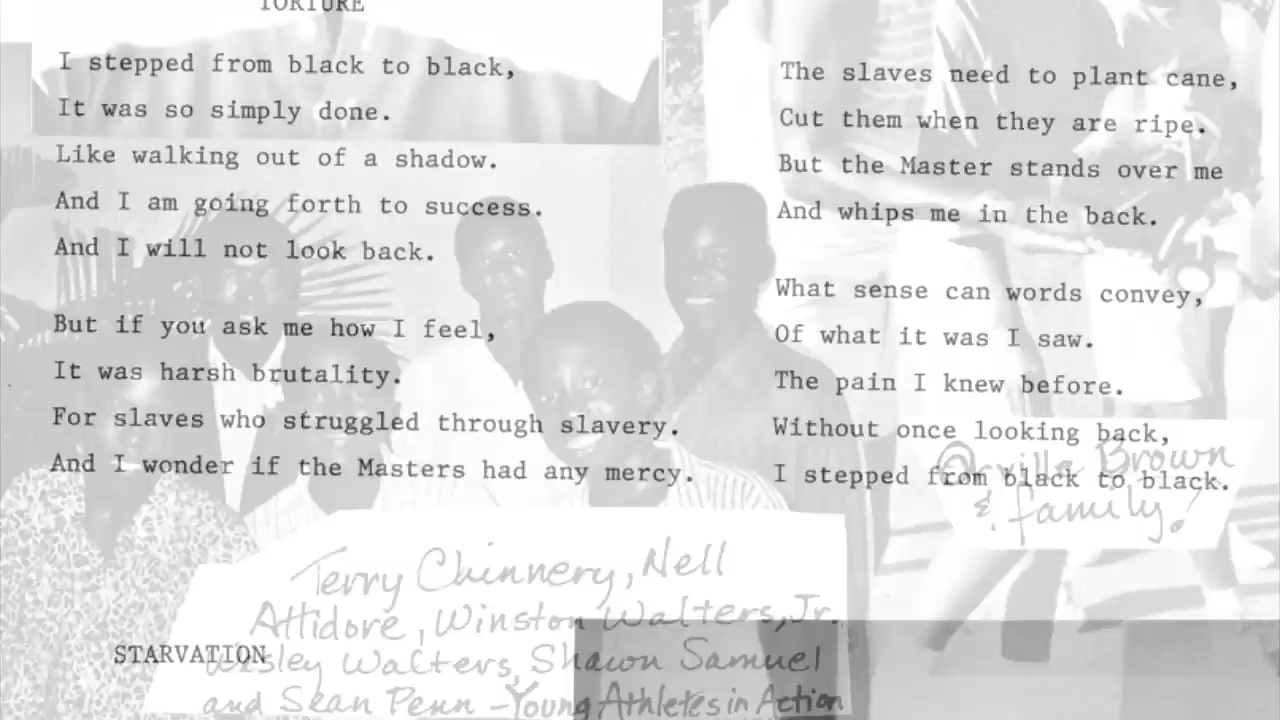 TORTURE
I stepped from black to black,
It was so simply done.
Like walking out of a shadow.
And I am going forth to success.
And I will not look back.
But if you ask me how I feel,
It was harsh brutality.
For slaves who struggled through slavery.
And I wonder if the Masters had any mercy.
The slaves need to plant cane,
Cut them when they are ripe.
But the Master stands over me
And whips me in the back.
What sense can words convey,
Of what it was I saw.
The pain I knew before.
Without once looking back,
I stepped from black to black.
Orville Brown
& family!
Terry Chinnery, Nell
Attidore, Winston Walters, Jr.
Wesley Walters, Shawn Samuel
and Sean Penn - Young Athletes in Action
STARVATION